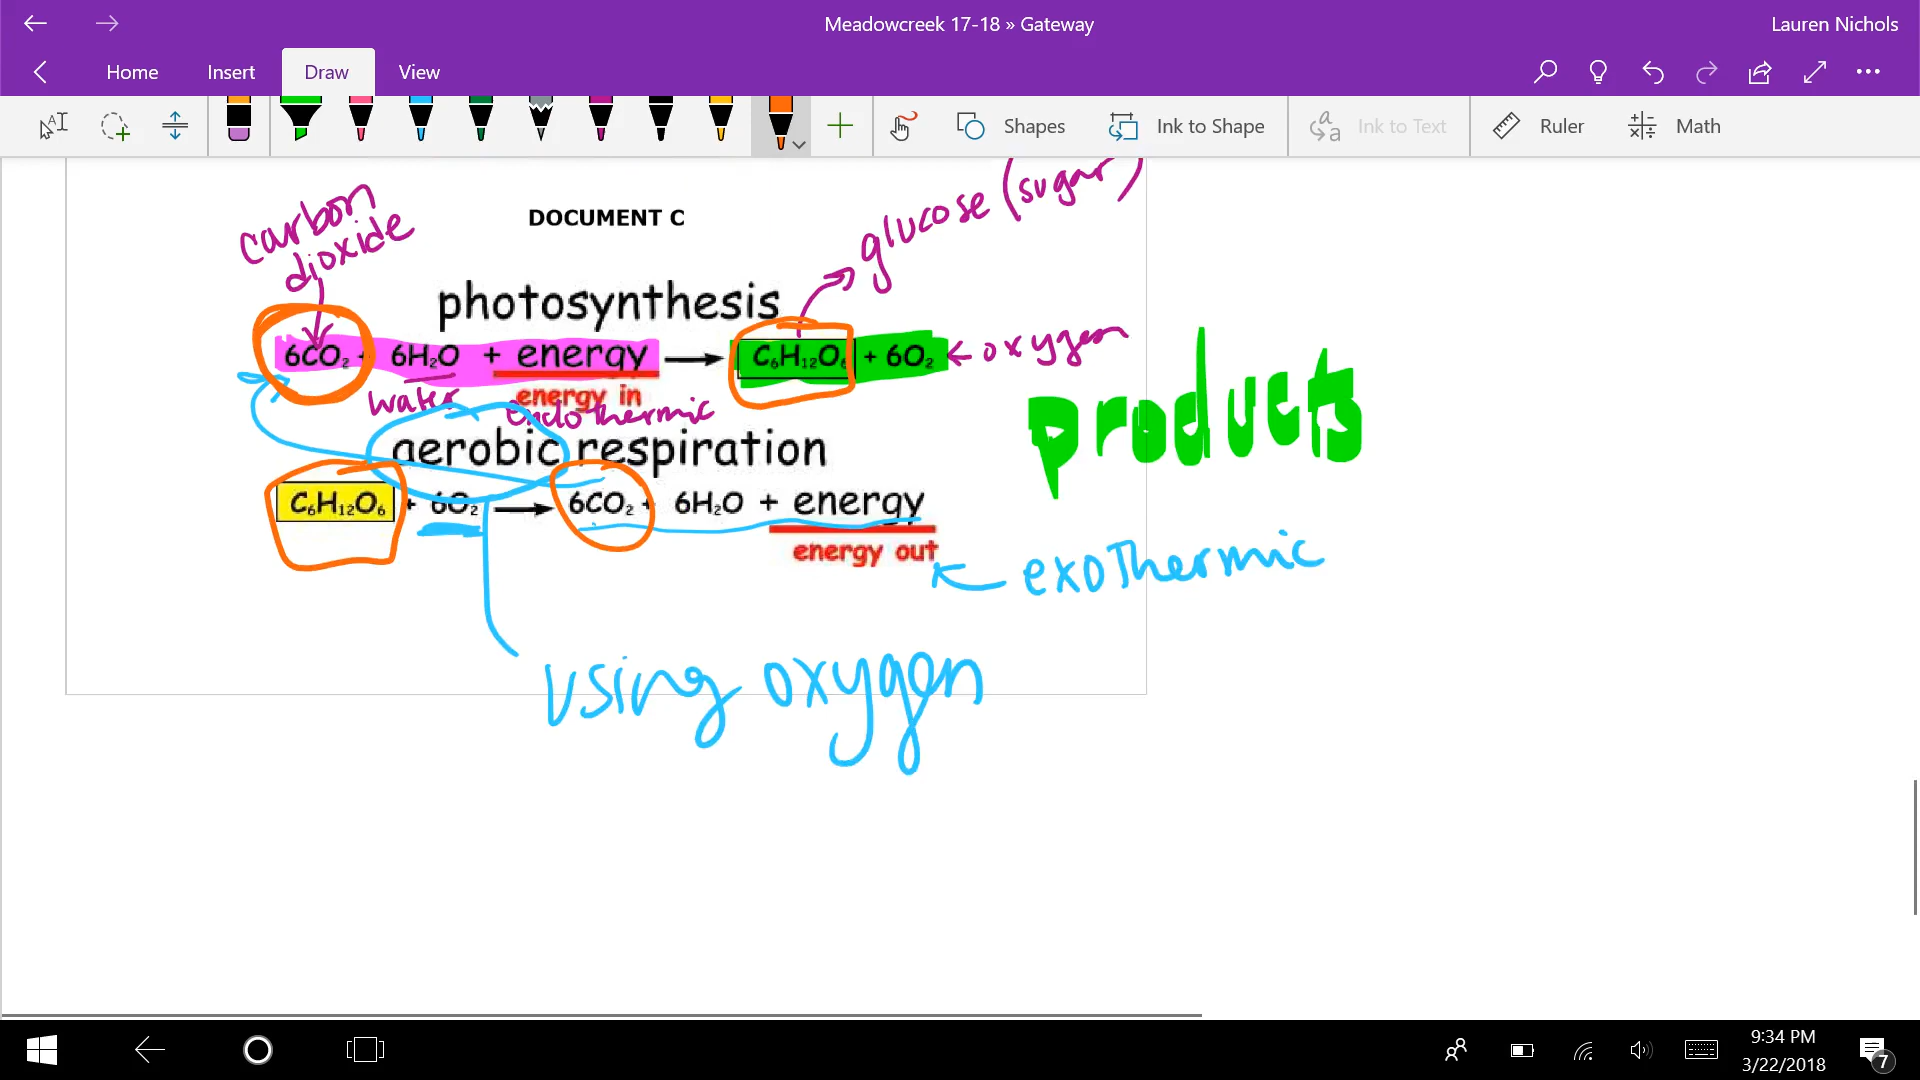 Meadowcreek 17-18 » Gateway
Lauren Nichols
Home Insert Draw View
Shapes Ink to Shape Ink to Text Ruler Math
glucose (sugar)
carbon
dioxide
DOCUMENT C
photosynthesis
6CO₂ + 6H₂O + energy → C₆H₁₂O₆ + 6O₂ ← oxygen
water energy in
endothermic
products
aerobic respiration
C₆H₁₂O₆ + 6O₂ → 6CO₂ + 6H₂O + energy
energy out
exothermic
using oxygen
9:34 PM
3/22/2018
7